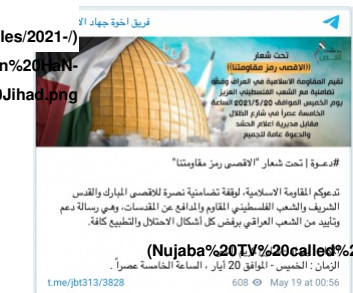 فريق اخوة جهاد
les/2021-/)
n%20HaN-
Jihad.png
تحت شعار
((الاقصى رمز مقاومتنا))
تقيم المقاومة الاسلامية في العراق وقفة
تضامنية مع الشعب الفلسطيني العزيز
يوم الخميس الموافق 2021/5/20 الساعة
الخامسة عصراً في شارع الظلال
مقابل مديرية اعلام الحشد
والدعوة عامة للجميع
#دعـوة | تحت شعار "الاقصى رمز مقاومتنا"
تدعوكم المقاومة الاسلامية، لوقفة تضامنية نصرة للاقصى المبارك والقدس
الشريف والشعب الفلسطيني المقاوم والمدافع عن المقدسات، وهي رسالة دعم
وتأييد من الشعب العراقي برفض كل أشكال الاحتلال والتطبيع كافة.
(Nujaba%20TV%20called%2
الزمان : الخميس - الموافق 20 أيار ، الساعة الخامسة عصراً .
t.me/jbt313/3828 608 May 19 at 00:56